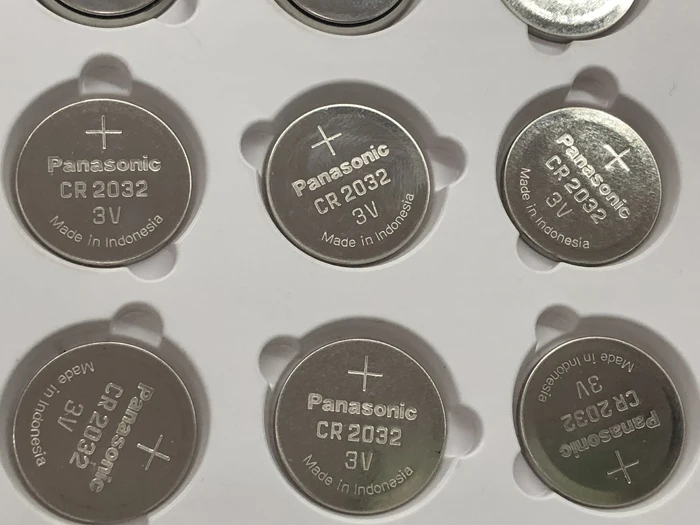 +
Panasonic
CR 2032
3V
Made in Indonesia
+
Panasonic
CR 2032
3V
Made in Indonesia
+
Panasonic
CR2032
3V
Made in Indonesia
+
Panasonic
CR 2032
3V
Made in Indonesia
+
Panasonic
CR 2032
3V
Made in Indonesia
+
Panasonic
CR 2032
3V
Made in Indonesia